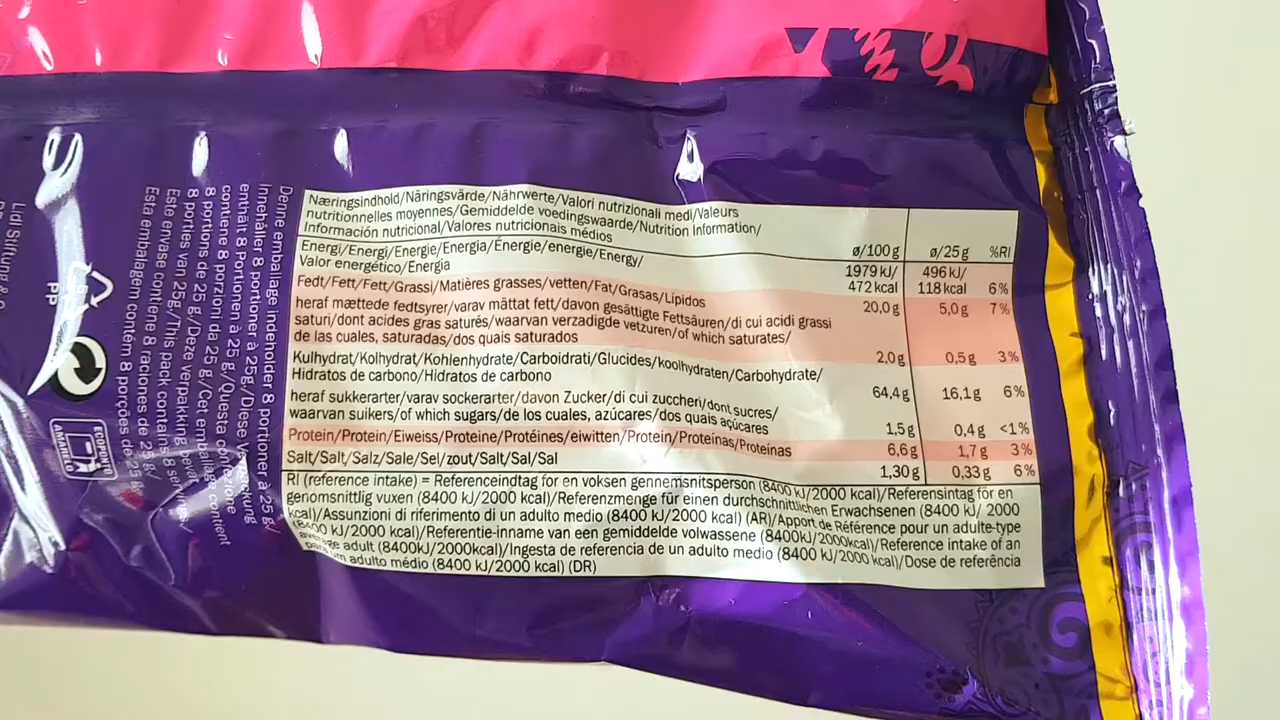 Næringsindhold/Näringsvärde/Nährwerte/Valori nutrizionali medi/Valeurs
nutritionnelles moyennes/Gemiddelde voedingswaarde/Nutrition Information/
Información nutricional/Valores nutricionais médios
ø/100 g ø/25 g %RI
Energi/Energi/Energie/Energia/Énergie/energie/Energy/
Valor energético/Energia
1979 kJ/ 496 kJ/
472 kcal 118 kcal 6%
Fedt/Fett/Fett/Grassi/Matières grasses/vetten/Fat/Grasas/Lípidos
20,0 g 5,0 g 7%
heraf mættede fedtsyrer/varav mättat fett/davon gesättigte Fettsäuren/di cui acidi grassi
saturi/dont acides gras saturés/waarvan verzadigde vetzuren/of which saturates/
de las cuales, saturadas/dos quais saturados
2,0 g 0,5 g 3%
Kulhydrat/Kolhydrat/Kohlenhydrate/Carboidrati/Glucides/koolhydraten/Carbohydrate/
Hidratos de carbono/Hidratos de carbono
64,4 g 16,1 g 6%
heraf sukkerarter/varav sockerarter/davon Zucker/di cui zuccheri/dont sucres/
waarvan suikers/of which sugars/de los cuales, azúcares/dos quais açúcares
1,5 g 0,4 g <1%
Protein/Protein/Eiweiss/Proteine/Protéines/eiwitten/Protein/Proteínas/Proteínas
6,6 g 1,7 g 3%
Salt/Salt/Salz/Sale/Sel/zout/Salt/Sal/Sal
1,30 g 0,33 g 6%
RI (reference intake) = Referenceindtag for en voksen gennemsnitsperson (8400 kJ/2000 kcal)/Referensintag för en
genomsnittlig vuxen (8400 kJ/2000 kcal)/Referenzmenge für einen durchschnittlichen Erwachsenen (8400 kJ/ 2000
kcal)/Assunzioni di riferimento di un adulto medio (8400 kJ/2000 kcal) (AR)/Apport de Référence pour un adulte-type
(8400 kJ/2000 kcal)/Referentie-inname van een gemiddelde volwassene (8400kJ/2000kcal)/Reference intake of an
average adult (8400kJ/2000kcal)/Ingesta de referencia de un adulto medio (8400 kJ/2000 kcal)/Dose de referência
para um adulto médio (8400 kJ/2000 kcal) (DR)
Denne emballage indeholder 8 portioner à 25 g/
Innehåller 8 portioner à 25g/Diese Verpackung
enthält 8 Portionen à 25 g/Questa confezione
contiene 8 porzioni da 25 g/Cet emballage contient
8 portions de 25 g/Deze verpakking bevat
8 porties van 25g/This pack contains 8 servings/
Este envase contiene 8 raciones de 25 g/
Esta embalagem contém 8 porções de 25 g
5
PP
ECOPONTO
AMARELO
Lidl Stiftung &